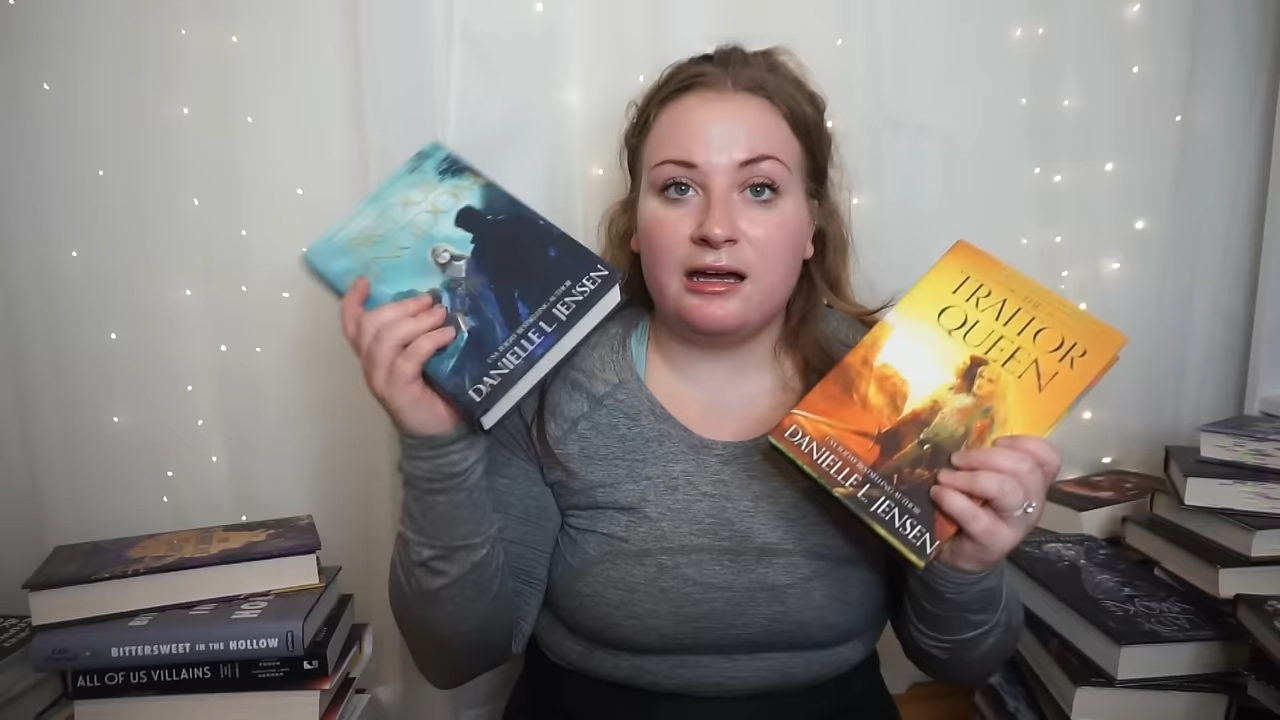 USA TODAY BESTSELLING AUTHOR
DANIELLE L. JENSEN
TRAITOR
QUEEN
USA TODAY BESTSELLING AUTHOR
DANIELLE L. JENSEN
BITTERSWEET IN THE HOLLOW
ALL OF US VILLAINS